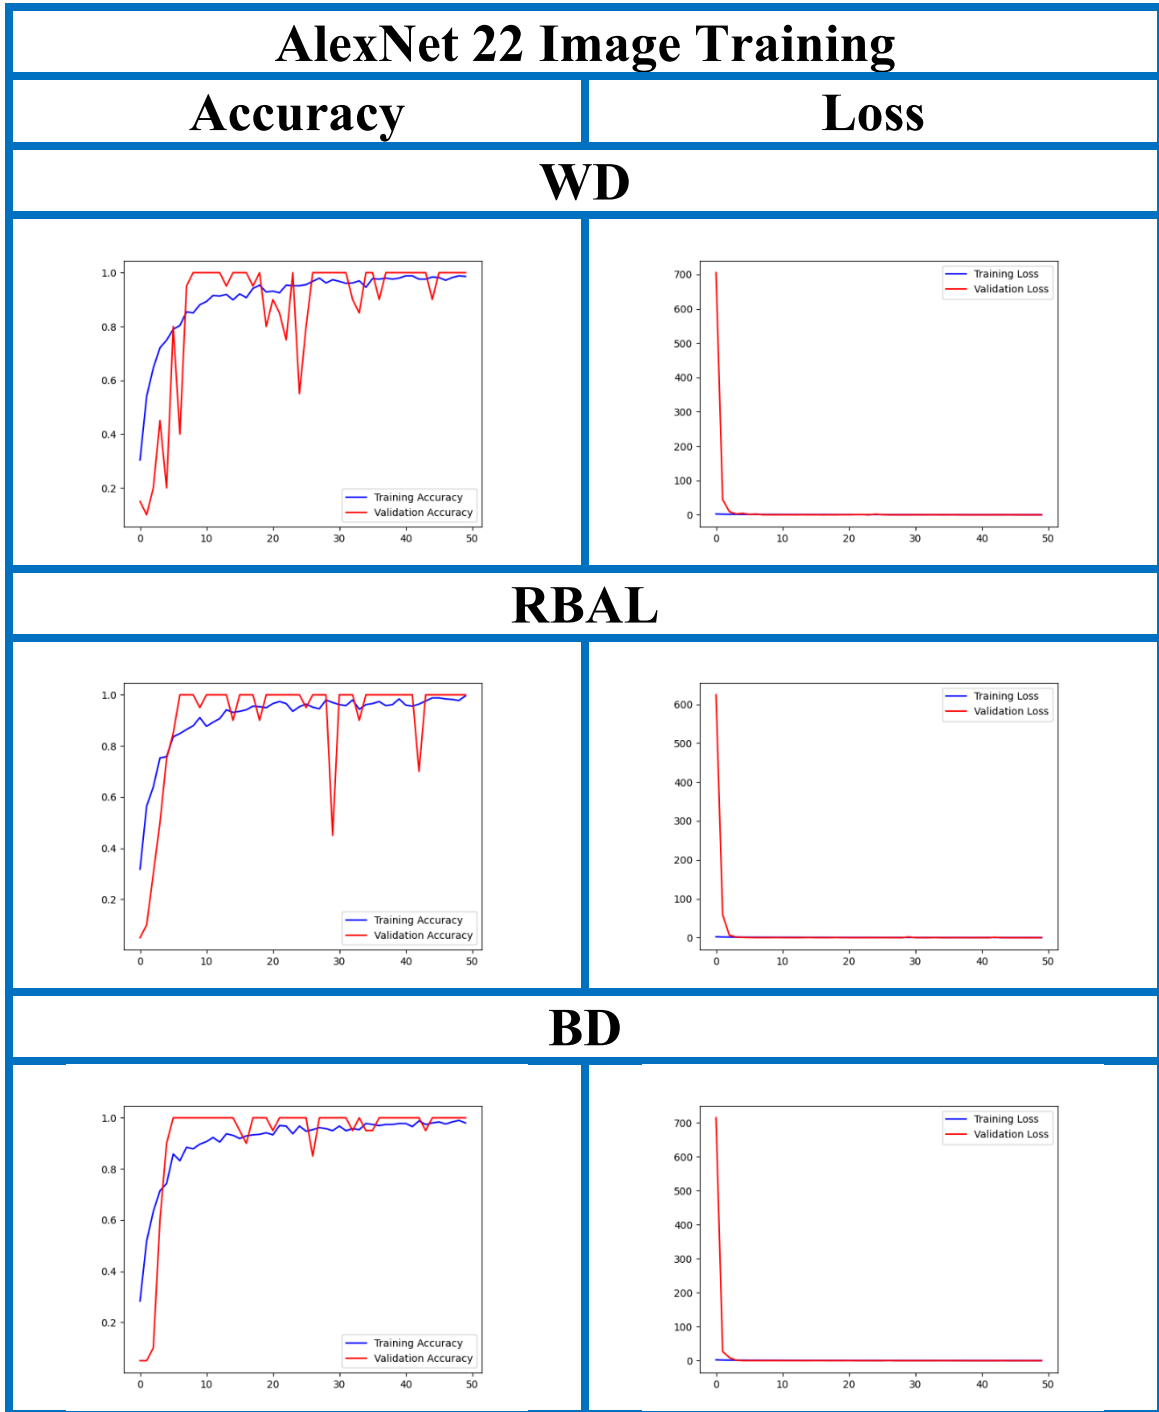 AlexNet 22 Image Training
Accuracy
Loss
WD
1.0
0.8
0.6
0.4
0.2
0 10 20 30 40 50
Training Accuracy
Validation Accuracy
700
600
500
400
300
200
100
0
0 10 20 30 40 50
Training Loss
Validation Loss
RBAL
1.0
0.8
0.6
0.4
0.2
0 10 20 30 40 50
Training Accuracy
Validation Accuracy
600
500
400
300
200
100
0
0 10 20 30 40 50
Training Loss
Validation Loss
BD
1.0
0.8
0.6
0.4
0.2
0 10 20 30 40 50
Training Accuracy
Validation Accuracy
700
600
500
400
300
200
100
0
0 10 20 30 40 50
Training Loss
Validation Loss